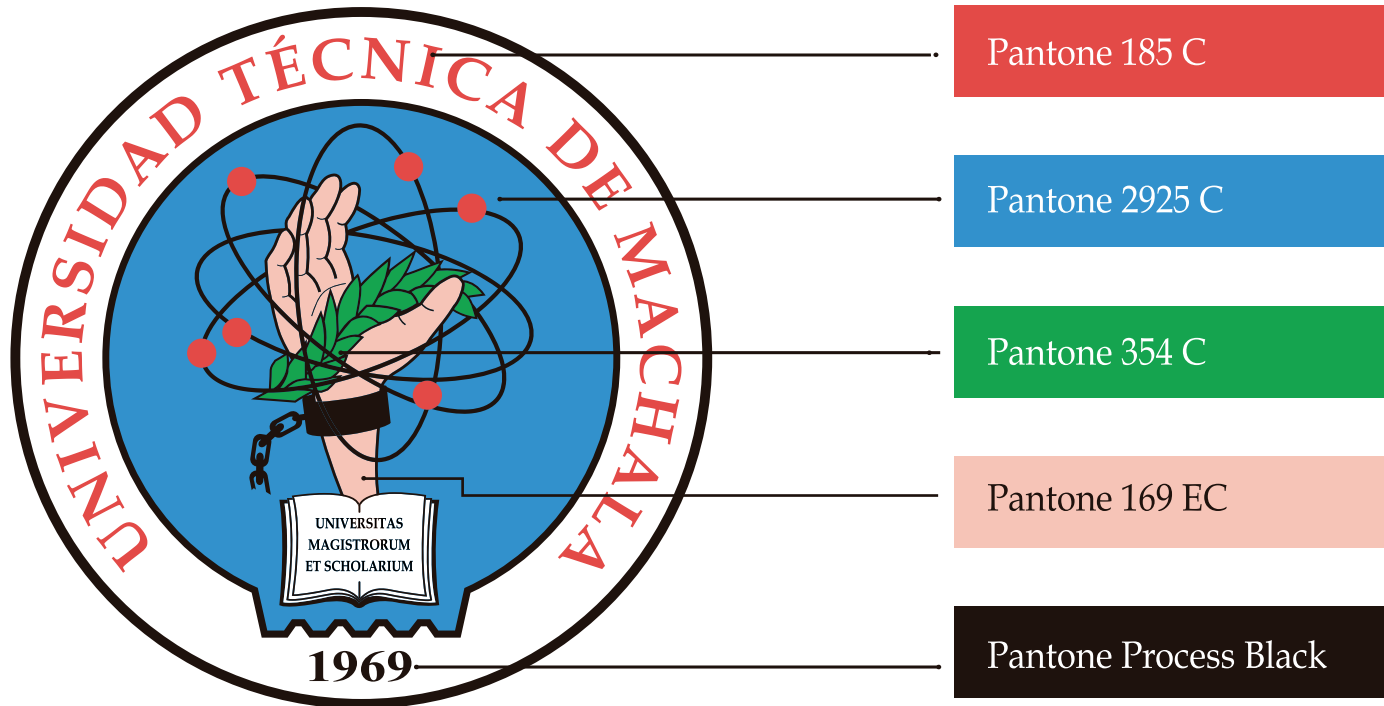 UNIVERSIDAD TÉCNICA DE MACHALA
UNIVERSITAS
MAGISTRORUM
ET SCHOLARIUM
1969
Pantone 185 C
Pantone 2925 C
Pantone 354 C
Pantone 169 EC
Pantone Process Black